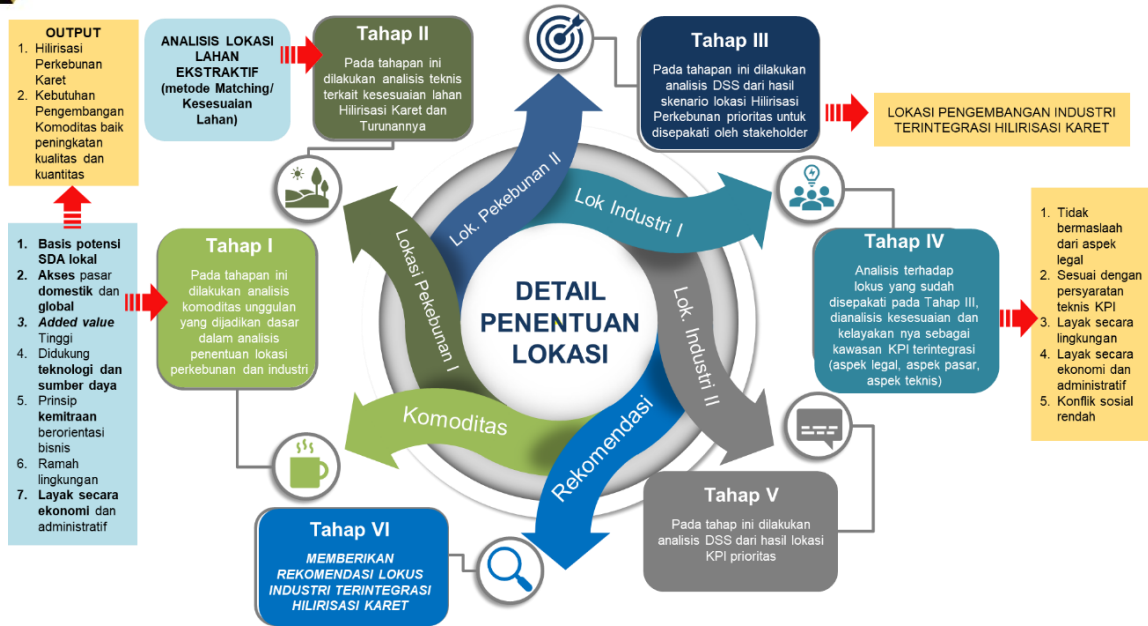 OUTPUT
1. Hilirisasi
Perkebunan
Karet
2. Kebutuhan
Pengembangan
Komoditas baik
peningkatan
kualitas dan
kuantitas
ANALISIS LOKASI
LAHAN
EKSTRAKTIF
(metode Matching/
Kesesuaian
Lahan)
Tahap II
Pada tahapan ini
dilakukan analisis teknis
terkait kesesuaian lahan
Hilirisasi Karet dan
Turunannya
Tahap III
Pada tahapan ini dilakukan
analisis DSS dari hasil
skenario lokasi Hilirisasi
Perkebunan prioritas untuk
disepakati oleh stakeholder
LOKASI PENGEMBANGAN INDUSTRI
TERINTEGRASI HILIRISASI KARET
1. Basis potensi
SDA lokal
2. Akses pasar
domestik dan
global
3. Added value
Tinggi
4. Didukung
teknologi dan
sumber daya
5. Prinsip
kemitraan
berorientasi
bisnis
6. Ramah
lingkungan
7. Layak secara
ekonomi dan
administratif
Tahap I
Pada tahapan ini
dilakukan analisis
komoditas unggulan
yang dijadikan dasar
dalam analisis
penentuan lokasi
perkebunan dan industri
Komoditas
Lokasi Pekebunan I
Lok. Pekebunan II
Lok Industri I
Lok. Industri II
Rekomendasi
DETAIL
PENENTUAN
LOKASI
Tahap IV
Analisis terhadap
lokus yang sudah
disepakati pada Tahap III,
dianalisis kesesuaian dan
kelayakan nya sebagai
kawasan KPI terintegrasi
(aspek legal, aspek pasar,
aspek teknis)
1. Tidak
bermaslaah
dari aspek
legal
2. Sesuai dengan
persyaratan
teknis KPI
3. Layak secara
lingkungan
4. Layak secara
ekonomi dan
administratif
5. Konflik sosial
rendah
Tahap V
Pada tahap ini dilakukan
analisis DSS dari hasil lokasi
KPI prioritas
Tahap VI
MEMBERIKAN
REKOMENDASI LOKUS
INDUSTRI TERINTEGRASI
HILIRISASI KARET